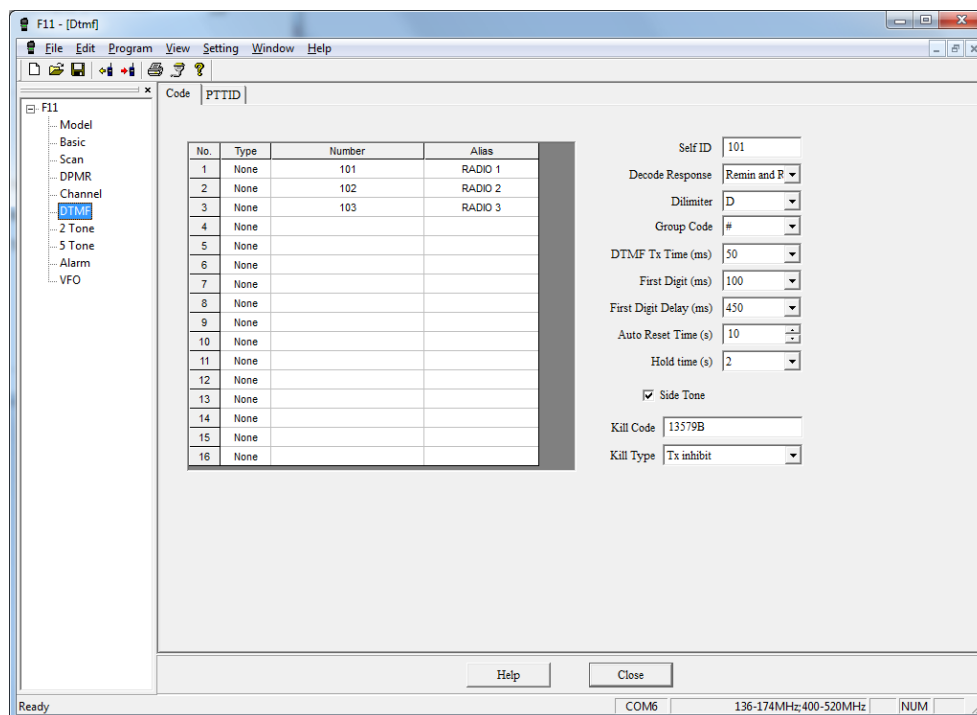 F11 - [Dtmf]
File Edit Program View Setting Window Help
F11
Model
Basic
Scan
DPMR
Channel
DTMF
2 Tone
5 Tone
Alarm
VFO
Code PTTID
No. Type Number Alias
1 None 101 RADIO 1
2 None 102 RADIO 2
3 None 103 RADIO 3
4 None
5 None
6 None
7 None
8 None
9 None
10 None
11 None
12 None
13 None
14 None
15 None
16 None
Self ID 101
Decode Response Remin and R
Dilimiter D
Group Code #
DTMF Tx Time (ms) 50
First Digit (ms) 100
First Digit Delay (ms) 450
Auto Reset Time (s) 10
Hold time (s) 2
Side Tone
Kill Code 13579B
Kill Type Tx inhibit
Help Close
Ready COM6 136-174MHz;400-520MHz NUM